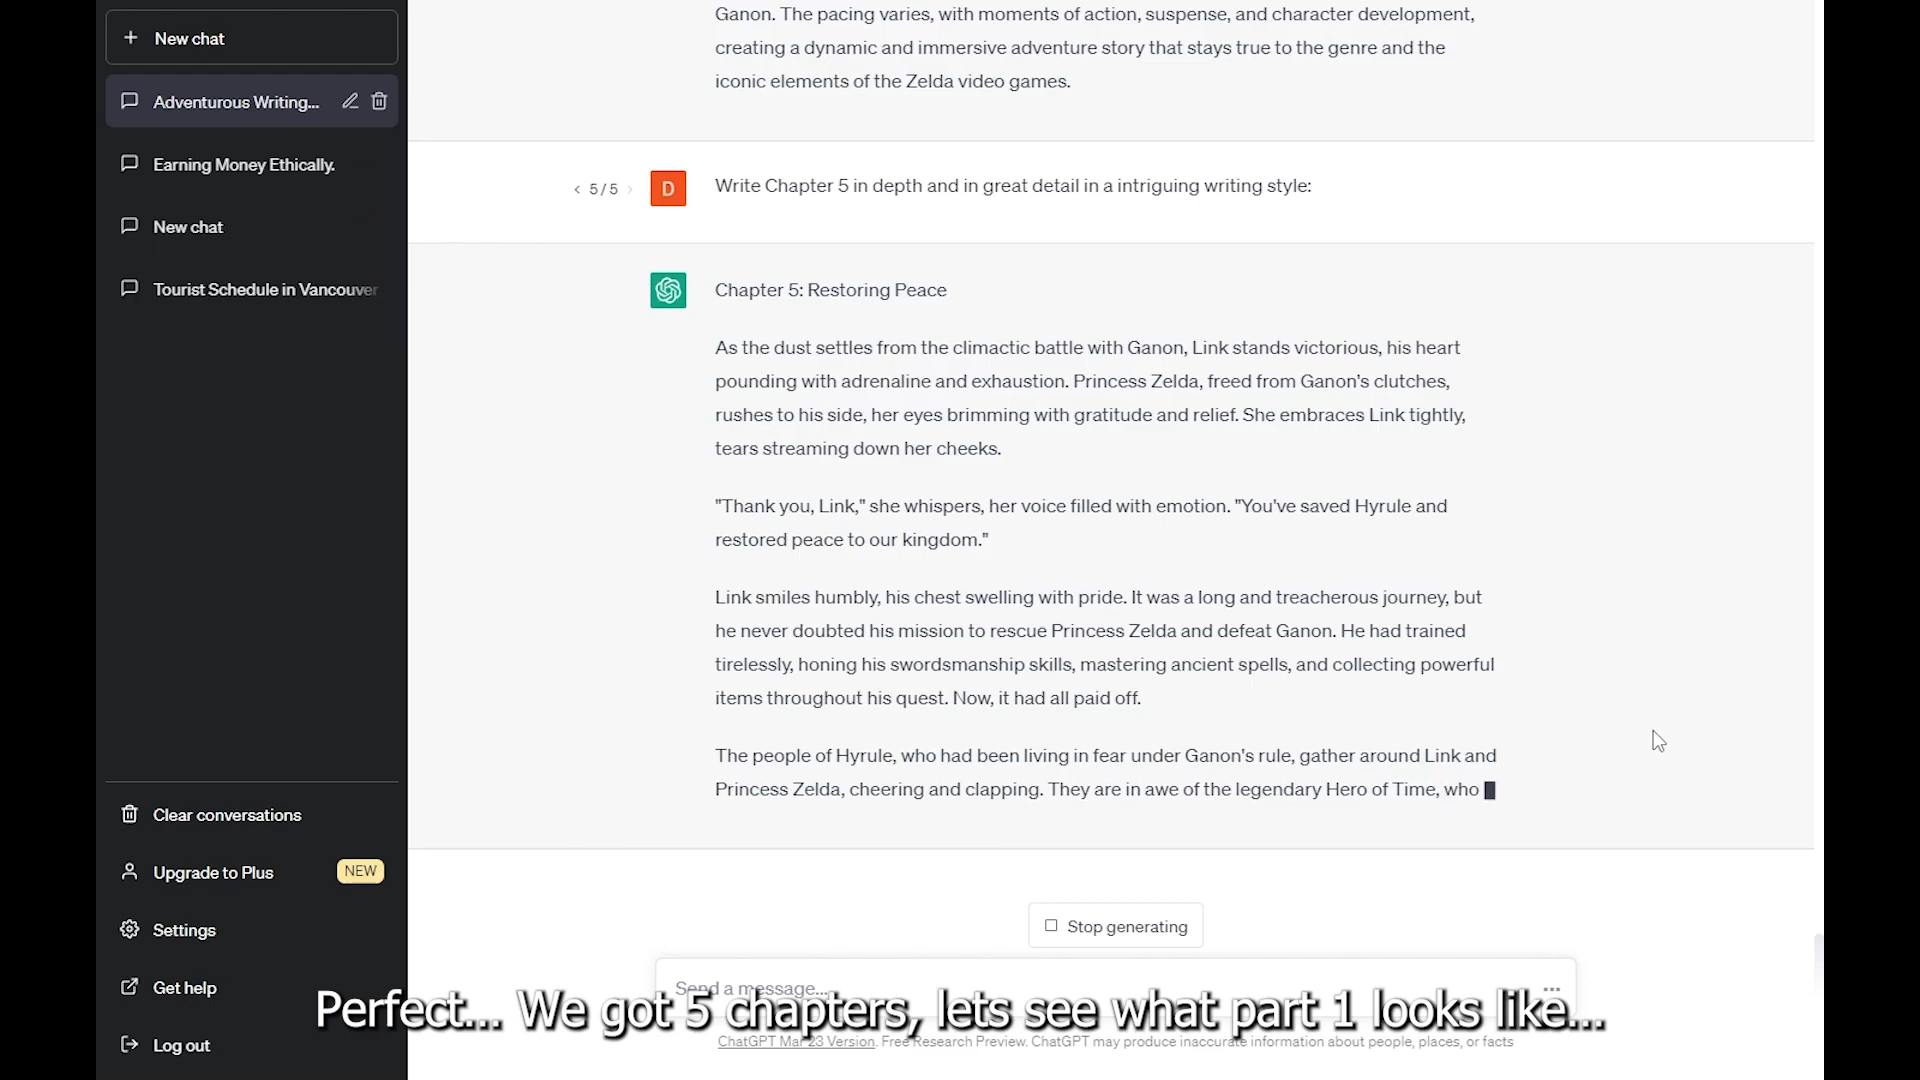 New chat
Adventurous Writing...
Earning Money Ethically.
New chat
Tourist Schedule in Vancouver
Clear conversations
Upgrade to Plus
NEW
Settings
Get help
Log out
Ganon. The pacing varies, with moments of action, suspense, and character development,
creating a dynamic and immersive adventure story that stays true to the genre and the
iconic elements of the Zelda video games.
< 5 / 5 >
D
Write Chapter 5 in depth and in great detail in a intriguing writing style:
Chapter 5: Restoring Peace
As the dust settles from the climactic battle with Ganon, Link stands victorious, his heart
pounding with adrenaline and exhaustion. Princess Zelda, freed from Ganon's clutches,
rushes to his side, her eyes brimming with gratitude and relief. She embraces Link tightly,
tears streaming down her cheeks.
"Thank you, Link," she whispers, her voice filled with emotion. "You've saved Hyrule and
restored peace to our kingdom."
Link smiles humbly, his chest swelling with pride. It was a long and treacherous journey, but
he never doubted his mission to rescue Princess Zelda and defeat Ganon. He had trained
tirelessly, honing his swordsmanship skills, mastering ancient spells, and collecting powerful
items throughout his quest. Now, it had all paid off.
The people of Hyrule, who had been living in fear under Ganon's rule, gather around Link and
Princess Zelda, cheering and clapping. They are in awe of the legendary Hero of Time, who
Stop generating
Send a message...
Perfect... We got 5 chapters, lets see what part 1 looks like...
ChatGPT Mar 23 Version. Free Research Preview. ChatGPT may produce inaccurate information about people, places, or facts